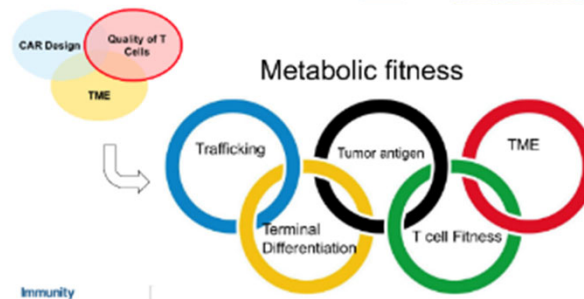 CAR Design
Quality of T
Cells
TME
Metabolic fitness
Trafficking
Tumor antigen
TME
Terminal
Differentiation
T cell Fitness
Immunity